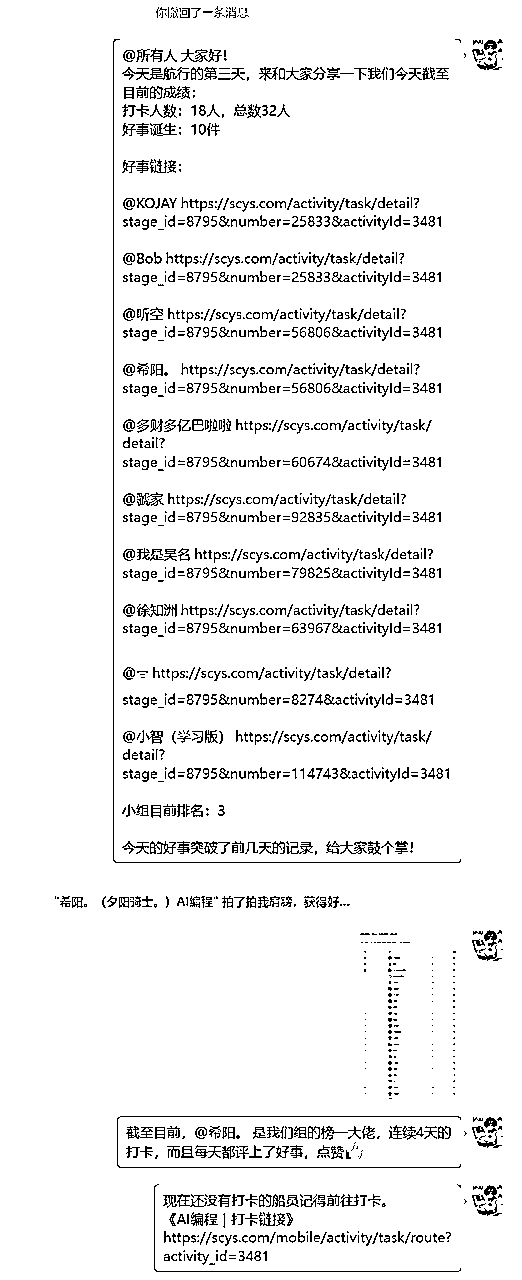 你撤回了一条消息
@所有人 大家好！
今天是航行的第三天，来和大家分享一下我们今天截至
目前的成绩：
打卡人数：18人，总数32人
好事诞生：10件
好事链接：
@KOJAY https://scys.com/activity/task/detail?
stage_id=8795&number=25833&activityId=3481
@Bob https://scys.com/activity/task/detail?
stage_id=8795&number=25833&activityId=3481
@听空 https://scys.com/activity/task/detail?
stage_id=8795&number=56806&activityId=3481
@希阳。 https://scys.com/activity/task/detail?
stage_id=8795&number=56806&activityId=3481
@多财多亿巴啦啦 https://scys.com/activity/task/
detail?
stage_id=8795&number=60674&activityId=3481
@號家 https://scys.com/activity/task/detail?
stage_id=8795&number=92835&activityId=3481
@我是吴名 https://scys.com/activity/task/detail?
stage_id=8795&number=79825&activityId=3481
@徐知洲 https://scys.com/activity/task/detail?
stage_id=8795&number=63967&activityId=3481
@ https://scys.com/activity/task/detail?
stage_id=8795&number=8274&activityId=3481
@小智（学习版） https://scys.com/activity/task/
detail?
stage_id=8795&number=114743&activityId=3481
小组目前排名：3
今天的好事突破了前几天的记录，给大家鼓个掌！
"希阳。（夕阳骑士。）AI编程" 拍了拍我肩膀，获得好...
截至目前，@希阳。 是我们组的榜一大佬，连续4天的
打卡，而且每天都评上了好事，点赞👍
现在还没有打卡的船员记得前往打卡。
《AI编程 | 打卡链接》
https://scys.com/mobile/activity/task/route?
activity_id=3481